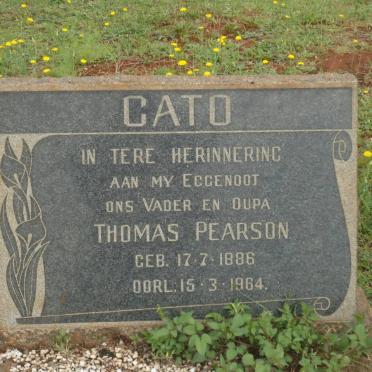 CATO
IN TERE HERINNERING
AAN MY EGGENOOT
ONS VADER EN OUPA
THOMAS PEARSON
GEB. 17·7·1886
OORL. 15·3·1964.